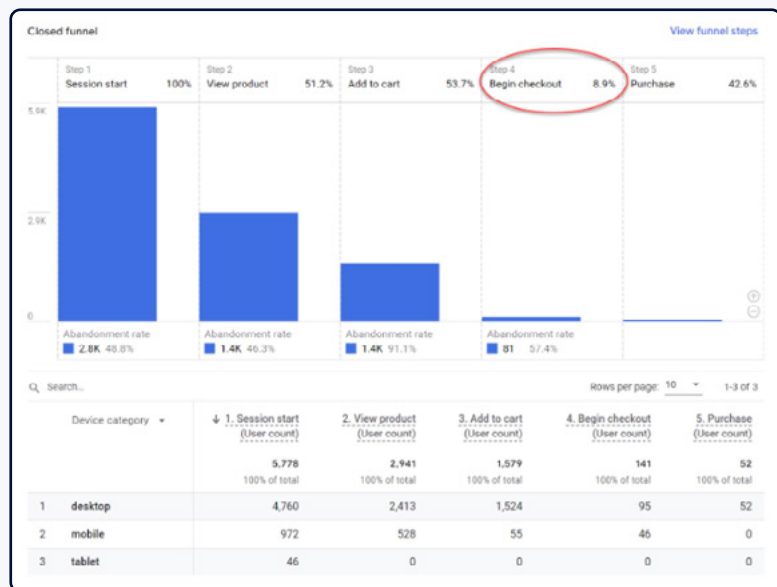 Closed funnel View funnel steps
Step 1 Step 2 Step 3 Step 4 Step 5
Session start 100% View product 51.2% Add to cart 53.7% Begin checkout 8.9% Purchase 42.6%
5.9K
2.9K
0
Abandonment rate Abandonment rate Abandonment rate Abandonment rate
2.8K 48.8% 1.4K 46.3% 1.4K 91.1% 81 57.4%
Search... Rows per page: 10 1-3 of 3
Device category 1. Session start 2. View product 3. Add to cart 4. Begin checkout 5. Purchase
(User count) (User count) (User count) (User count) (User count)
5,778 2,941 1,579 141 52
100% of total 100% of total 100% of total 100% of total 100% of total
1 desktop 4,760 2,413 1,524 95 52
2 mobile 972 528 55 46 0
3 tablet 46 0 0 0 0